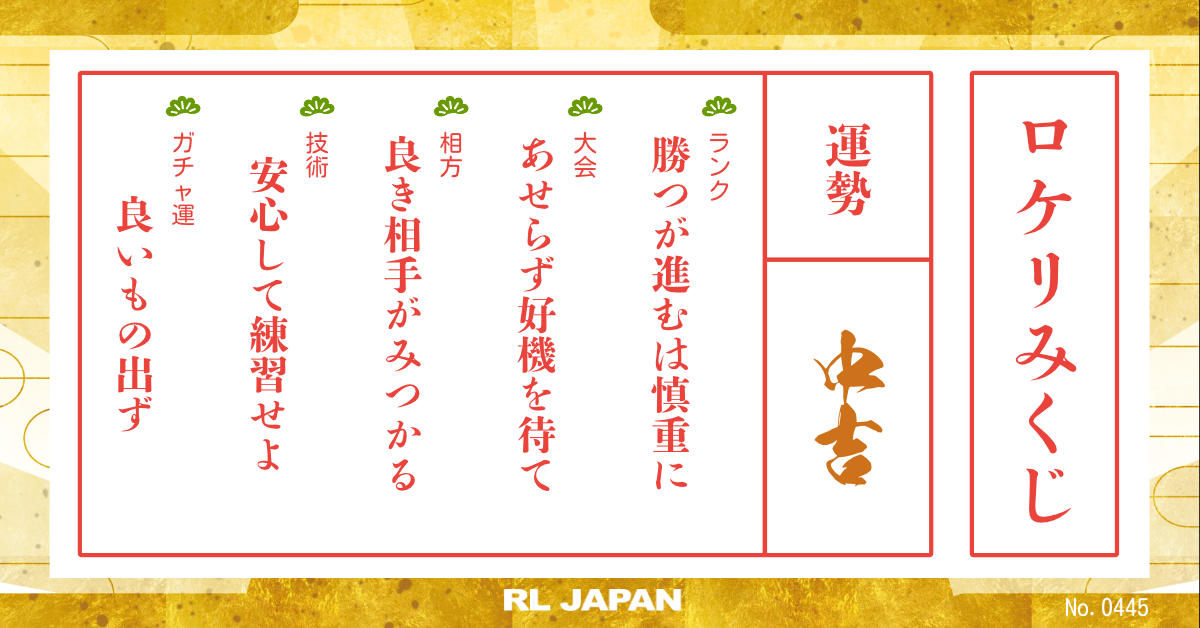 ロケリみくじ
運勢
中吉
ランク
勝つが進むは慎重に
大会
あせらず好機を待て
相方
良き相手がみつかる
技術
安心して練習せよ
ガチャ運
良いもの出ず
RL JAPAN
No. 0445